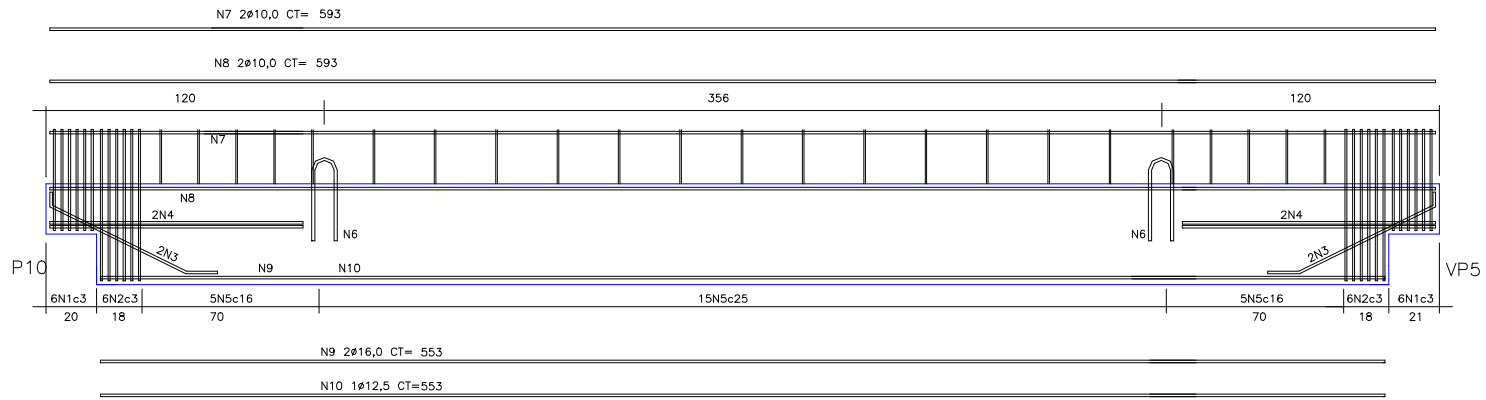 N7 2ø10,0 CT= 593
N8 2ø10,0 CT= 593
120 356 120
N7
N8
2N4 2N4
N6 N6
2N3 2N3
P10 N9 N10 VP5
6N1c3 6N2c3 5N5c16 15N5c25 5N5c16 6N2c3 6N1c3
20 18 70 70 18 21
N9 2ø16,0 CT= 553
N10 1ø12,5 CT=553